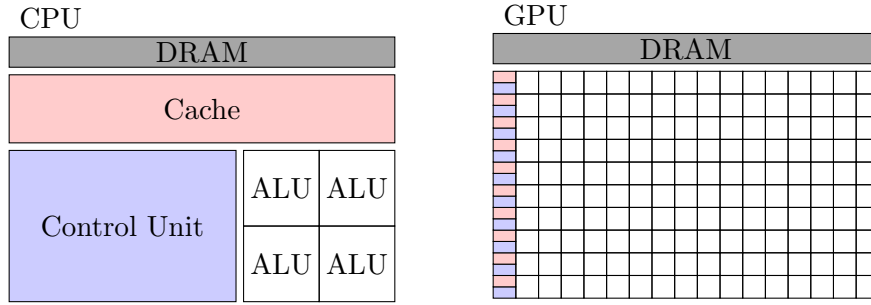 CPU
DRAM
Cache
Control Unit
ALU ALU
ALU ALU
GPU
DRAM